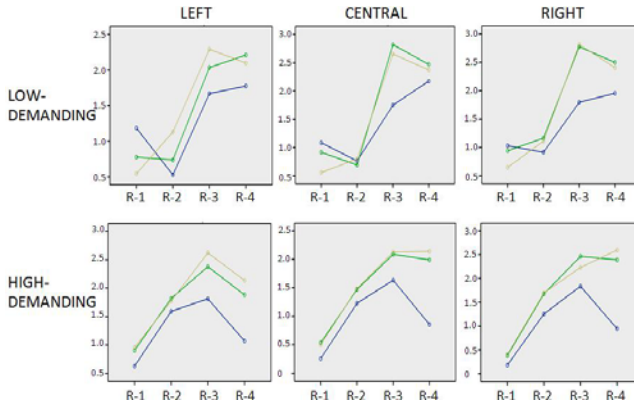 LEFT CENTRAL RIGHT
LOW-
DEMANDING
2.5 3.0 3.0
2.0 2.5 2.5
1.5 2.0 2.0
1.0 1.5 1.5
0.5 1.0 1.0
0.5 0.5
R-1 R-2 R-3 R-4 R-1 R-2 R-3 R-4 R-1 R-2 R-3 R-4
HIGH-
DEMANDING
3.0 2.5 3.0
2.5 2.0 2.5
2.0 1.5 2.0
1.5 1.0 1.5
1.0 0.5 1.0
0.5 0 0.5
0
R-1 R-2 R-3 R-4 R-1 R-2 R-3 R-4 R-1 R-2 R-3 R-4